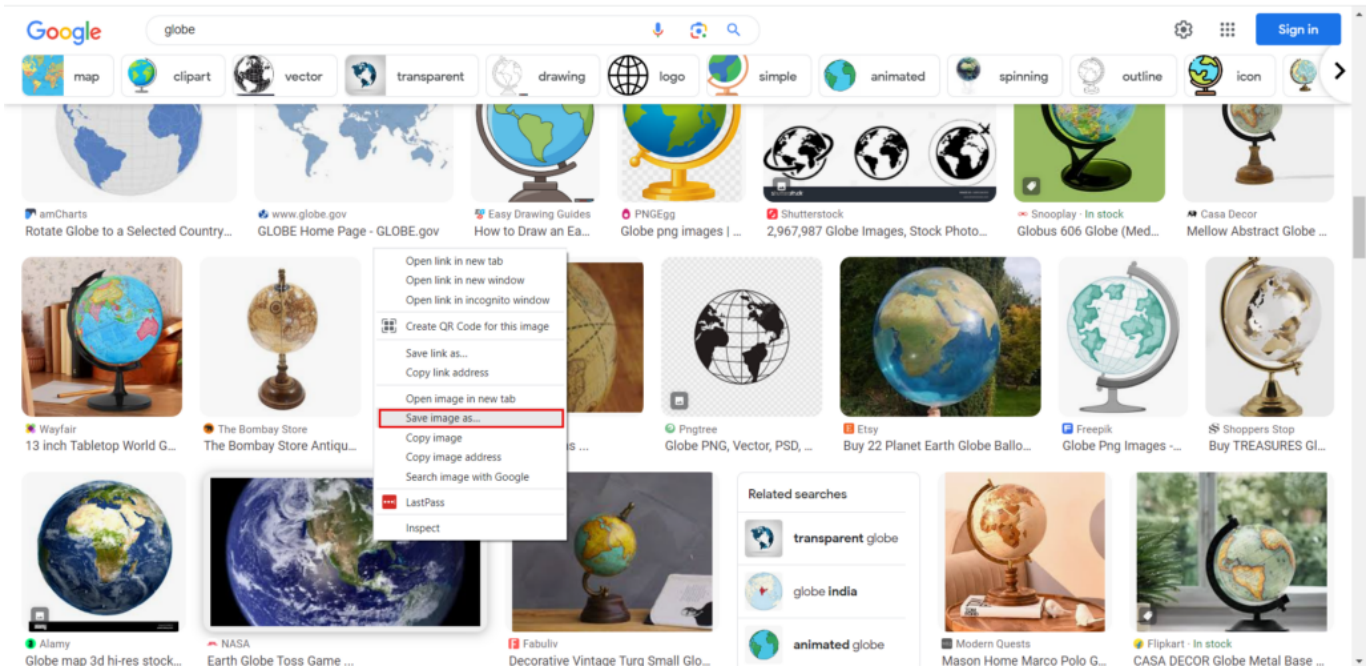 Google
globe
Sign in
map
clipart
vector
transparent
drawing
logo
simple
animated
spinning
outline
icon
amCharts
Rotate Globe to a Selected Country...
www.globe.gov
GLOBE Home Page - GLOBE.gov
Easy Drawing Guides
How to Draw an Ea...
PNGEgg
Globe png images | ...
Shutterstock
2,967,987 Globe Images, Stock Photo...
Snooplay · In stock
Globus 606 Globe (Med...
Casa Decor
Mellow Abstract Globe ...
Open link in new tab
Open link in new window
Open link in incognito window
Create QR Code for this image
Save link as...
Copy link address
Open image in new tab
Save image as...
Copy image
Copy image address
Search image with Google
LastPass
Inspect
Wayfair
13 inch Tabletop World G...
The Bombay Store
The Bombay Store Antiqu...
Pngtree
Globe PNG, Vector, PSD, ...
Etsy
Buy 22 Planet Earth Globe Ballo...
Freepik
Globe Png Images -...
Shoppers Stop
Buy TREASURES Gl...
Related searches
transparent globe
globe india
animated globe
Alamy
Globe map 3d hi-res stock...
NASA
Earth Globe Toss Game ...
Fabuliv
Decorative Vintage Turq Small Glo...
Modern Quests
Mason Home Marco Polo G...
Flipkart · In stock
CASA DECOR Globe Metal Base ...